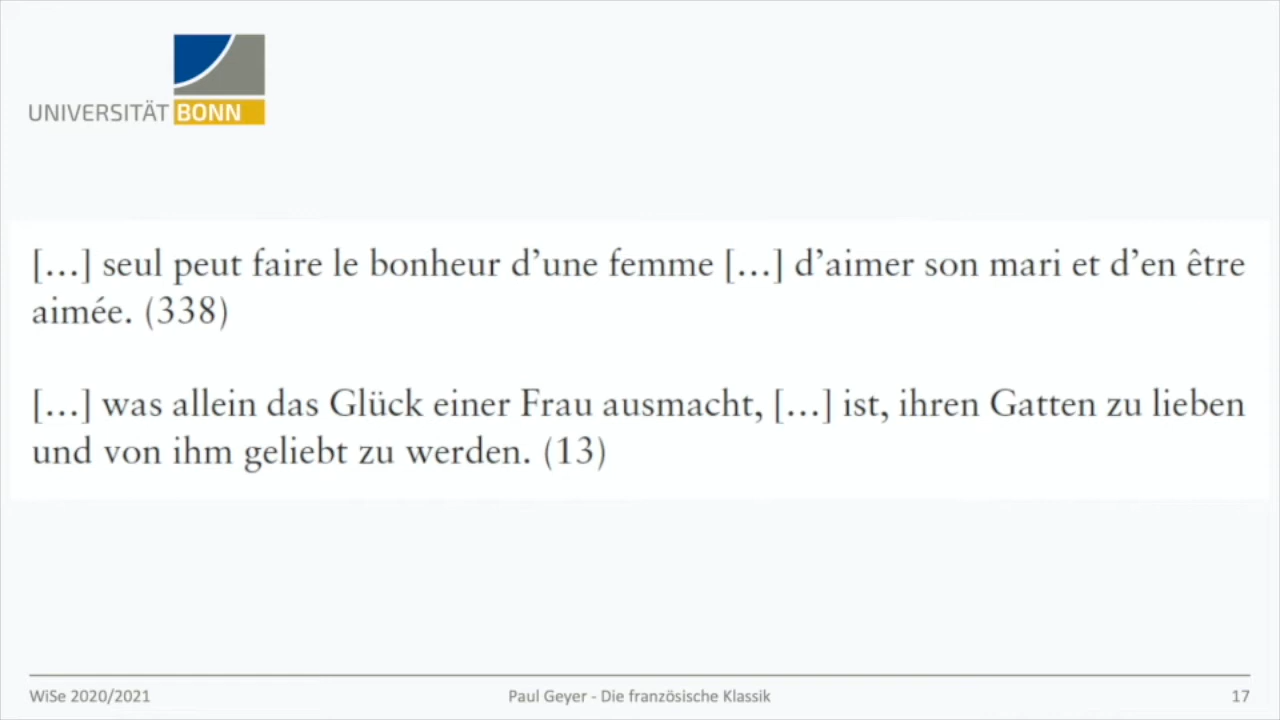 UNIVERSITÄT BONN
[…] seul peut faire le bonheur d’une femme […] d’aimer son mari et d’en être
aimée. (338)
[…] was allein das Glück einer Frau ausmacht, […] ist, ihren Gatten zu lieben
und von ihm geliebt zu werden. (13)
WiSe 2020/2021
Paul Geyer - Die französische Klassik
17